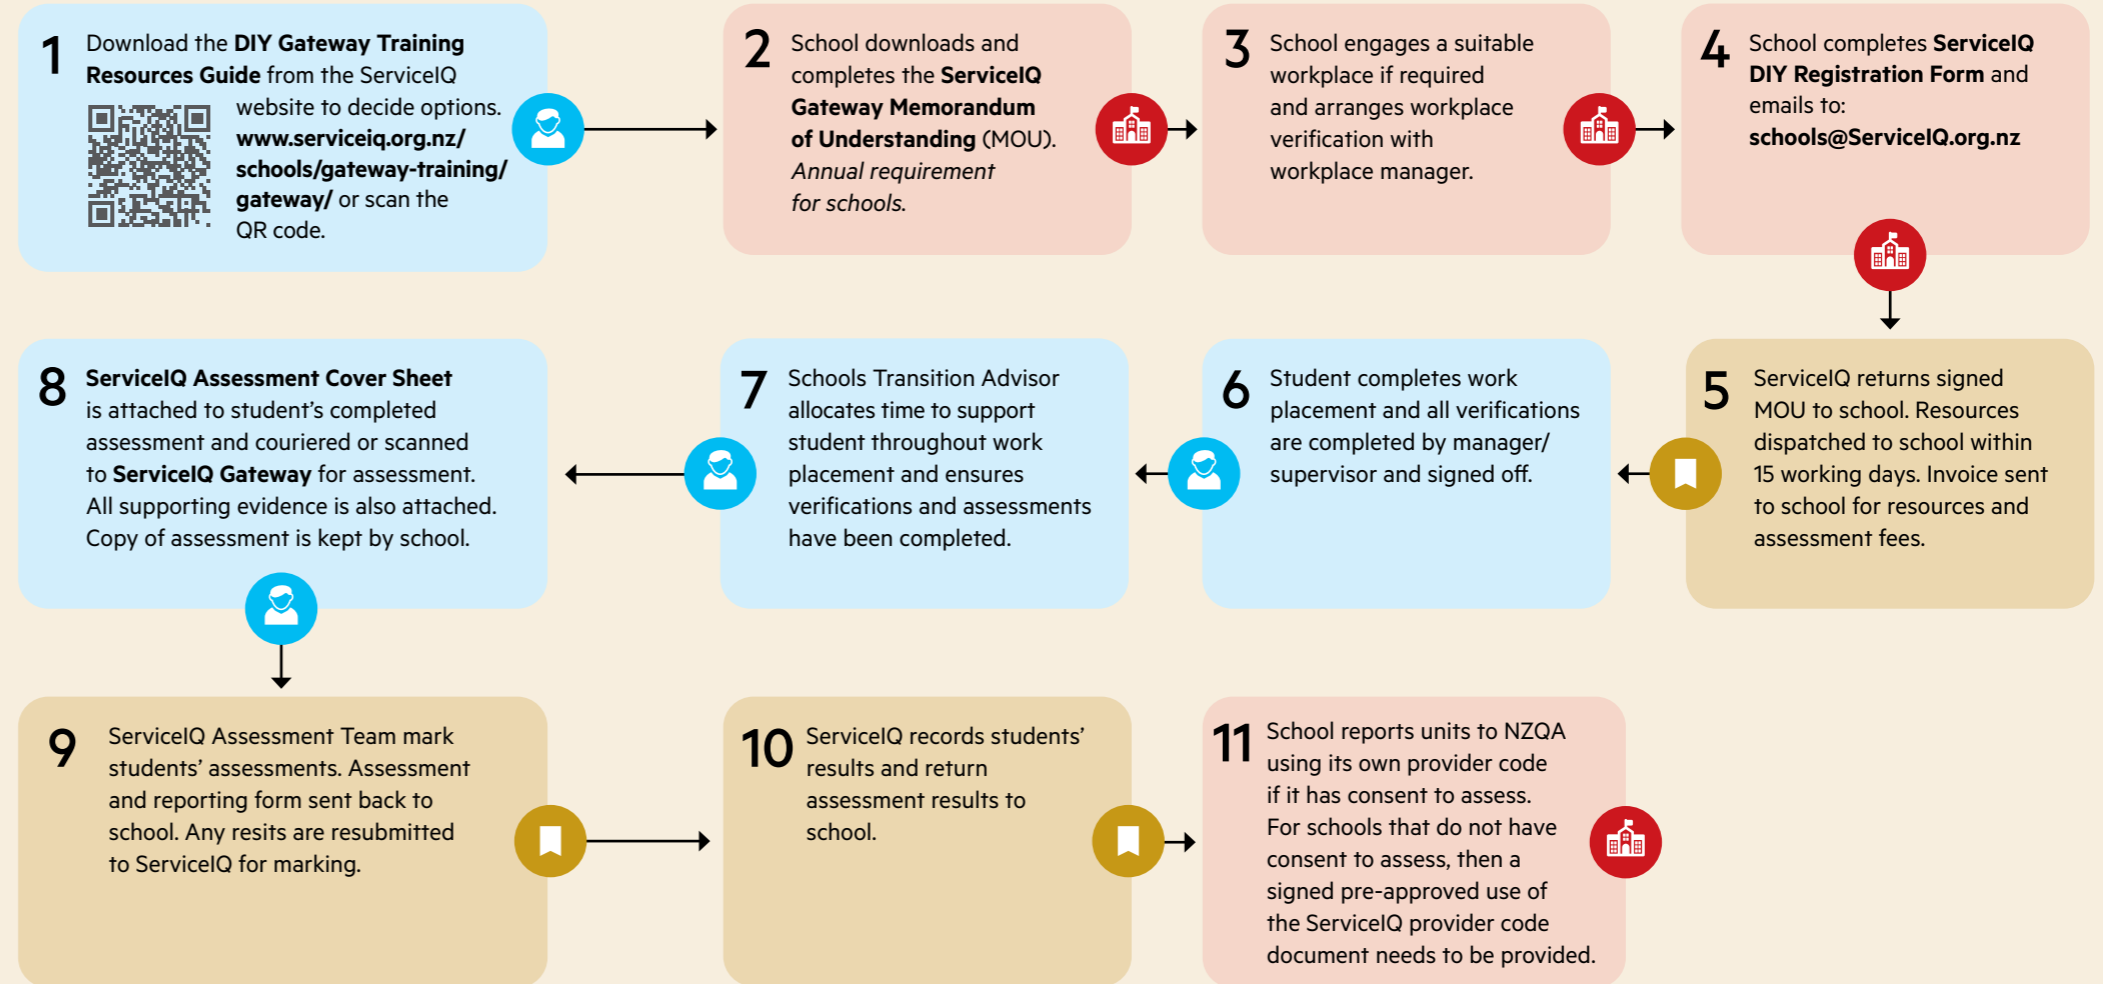 1
Download the DIY Gateway Training
Resources Guide from the ServiceIQ
website to decide options.
www.serviceiq.org.nz/
schools/gateway-training/
gateway/ or scan the
QR code.
2
School downloads and
completes the ServiceIQ
Gateway Memorandum
of Understanding (MOU).
Annual requirement
for schools.
3
School engages a suitable
workplace if required
and arranges workplace
verification with
workplace manager.
4
School completes ServiceIQ
DIY Registration Form and
emails to:
schools@ServiceIQ.org.nz
5
ServiceIQ returns signed
MOU to school. Resources
dispatched to school within
15 working days. Invoice sent
to school for resources and
assessment fees.
6
Student completes work
placement and all verifications
are completed by manager/
supervisor and signed off.
7
Schools Transition Advisor
allocates time to support
student throughout work
placement and ensures
verifications and assessments
have been completed.
8
ServiceIQ Assessment Cover Sheet
is attached to student’s completed
assessment and couriered or scanned
to ServiceIQ Gateway for assessment.
All supporting evidence is also attached.
Copy of assessment is kept by school.
9
ServiceIQ Assessment Team mark
students’ assessments. Assessment
and reporting form sent back to
school. Any resits are resubmitted
to ServiceIQ for marking.
10
ServiceIQ records students’
results and return
assessment results to
school.
11
School reports units to NZQA
using its own provider code
if it has consent to assess.
For schools that do not have
consent to assess, then a
signed pre-approved use of
the ServiceIQ provider code
document needs to be provided.